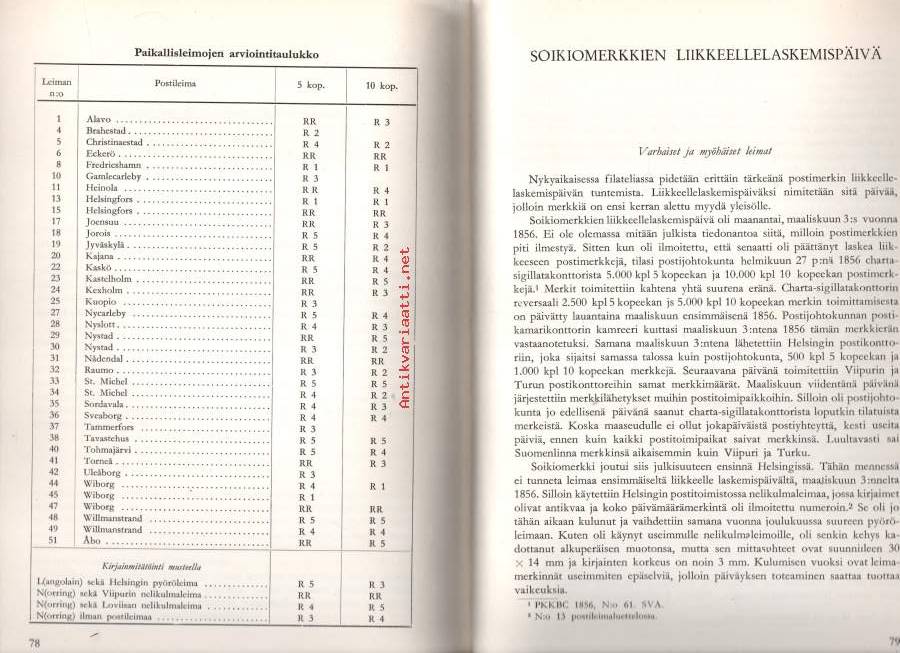 Paikallisleimojen arviointitaulukko
Leiman n:o Postileima 5 kop. 10 kop.
1 Alavo RR R 3
4 Brahestad R 2
5 Christinaestad R 4 R 2
6 Eckerö RR RR
8 Fredricshamn R 1 R 1
10 Gamlecarleby R 3
11 Heinola R R R 4
13 Helsingfors R 1 R 1
15 Helsingfors RR RR
17 Joensuu RR R 3
18 Jorois R 5 R 4
19 Jyväskylä R 5 R 2
20 Kajana RR R 4
22 Kaskö R 5 R 4
23 Kastelholm RR R 5
24 Kexholm RR R 3
25 Kuopio R 3
27 Nycarleby R 5 R 4
28 Nyslott R 4 R 3
29 Nystad RR R 5
30 Nystad R 3 R 2
31 Nådendal RR RR
32 Raumo R 3 R 2
33 St. Michel R 5 R 5
34 St. Michel R 4 R 2
35 Sordavala R 4 R 3
36 Sveaborg R 4 R 4
37 Tammerfors R 3
38 Tavastehus R 5 R 5
40 Tohmajärvi R 5 R 4
41 Torneå RR R 3
42 Uleåborg R 3
44 Wiborg R 4 R 1
45 Wiborg R 1
47 Wiborg RR RR
48 Willmanstrand R 5 R 5
49 Willmanstrand R 4 R 4
51 Åbo RR R 5
Kirjainmitätöinti musteella
L(angolain) sekä Helsingin pyöröleima R 5 R 3
N(orring) sekä Viipurin nelikulmaleima RR RR
N(orring) sekä Loviisan nelikulmaleima R 4 R 5
N(orring) ilman postileimaa R 3 R 4
78
Antikvariaatti.net
SOIKIOMERKKIEN LIIKKEELLELASKEMISPÄIVÄ
Varhaiset ja myöhäiset leimat
Nykyaikaisessa filateliassa pidetään erittäin tärkeänä postimerkin liikkeelle-
laskemispäivän tuntemista. Liikkeellelaskemispäiväksi nimitetään sitä päivää,
jolloin merkkiä on ensi kerran alettu myydä yleisölle.
Soikiomerkkien liikkeellelaskemispäivä oli maanantai, maaliskuun 3:s vuonna
1856. Ei ole olemassa mitään julkista tiedonantoa siitä, milloin postimerkkien
piti ilmestyä. Sitten kun oli ilmoitettu, että senaatti oli päättänyt laskea liik-
keeseen postimerkkejä, tilasi postijohtokunta helmikuun 27 p:nä 1856 charta-
sigillatakonttorista 5.000 kpl 5 kopeekan ja 10.000 kpl 10 kopeekan postimerk-
kejä.¹ Merkit toimitettiin kahtena yhtä suurena eränä. Charta-sigillatakonttorin
reversaali 2.500 kpl 5 kopeekan js 5.000 kpl 10 kopeekan merkin toimittamisesta
on päivätty lauantaina maaliskuun ensimmäisenä 1856. Postijohtokunnan posti-
kamarikonttorin kamreeri kuittasi maaliskuun 3:ntena 1856 tämän merkkierän
vastaanotetuksi. Samana maaliskuun 3:ntena lähetettiin Helsingin postikontto-
riin, joka sijaitsi samassa talossa kuin postijohtokunta, 500 kpl 5 kopeekan ja
1.000 kpl 10 kopeekan merkkejä. Seuraavana päivänä toimitettiin Viipurin ja
Turun postikonttoreihin samat merkkimäärät. Maaliskuun viidentenä päivänä
järjestettiin merkkilähetykset muihin postitoimipaikkoihin. Silloin oli postijohto-
kunta jo edellisenä päivänä saanut charta-sigillatakonttorista loputkin tilatuista
merkeistä. Koska maaseudulle ei ollut jokapäiväistä postiyhteyttä, kesti useita
päiviä, ennen kuin kaikki postitoimipaikat saivat merkkinsä. Luultavasti sai
Suomenlinna merkkinsä aikaisemmin kuin Viipuri ja Turku.
Soikiomerkki joutui siis julkisuuteen ensinnä Helsingissä. Tähän mennessä
ei tunneta leimaa ensimmäiseltä liikkeelle laskemispäivältä, maaliskuun 3:nnelta
1856. Silloin käytettiin Helsingin postitoimistossa nelikulmaleimaa, jossa kirjaimet
olivat antikvaa ja koko päivämäärämerkintä oli ilmoitettu numeroin.² Se oli jo
tähän aikaan kulunut ja vaihdettiin samana vuonna joulukuussa suureen pyörö-
leimaan. Kuten oli käynyt useimmille nelikulmaleimoille, oli senkin kehys ka-
dottanut alkuperäisen muotonsa, mutta sen mittasuhteet ovat suunnilleen 30
× 14 mm ja kirjainten korkeus on noin 3 mm. Kulumisen vuoksi ovat leima-
merkinnät useimmiten epäselviä, jolloin päiväyksen toteaminen saattaa tuottaa
vaikeuksia.
¹ PKKBC 1856, N:o 61. SVA.
² N:o 13 postileimaluettelossa.
79